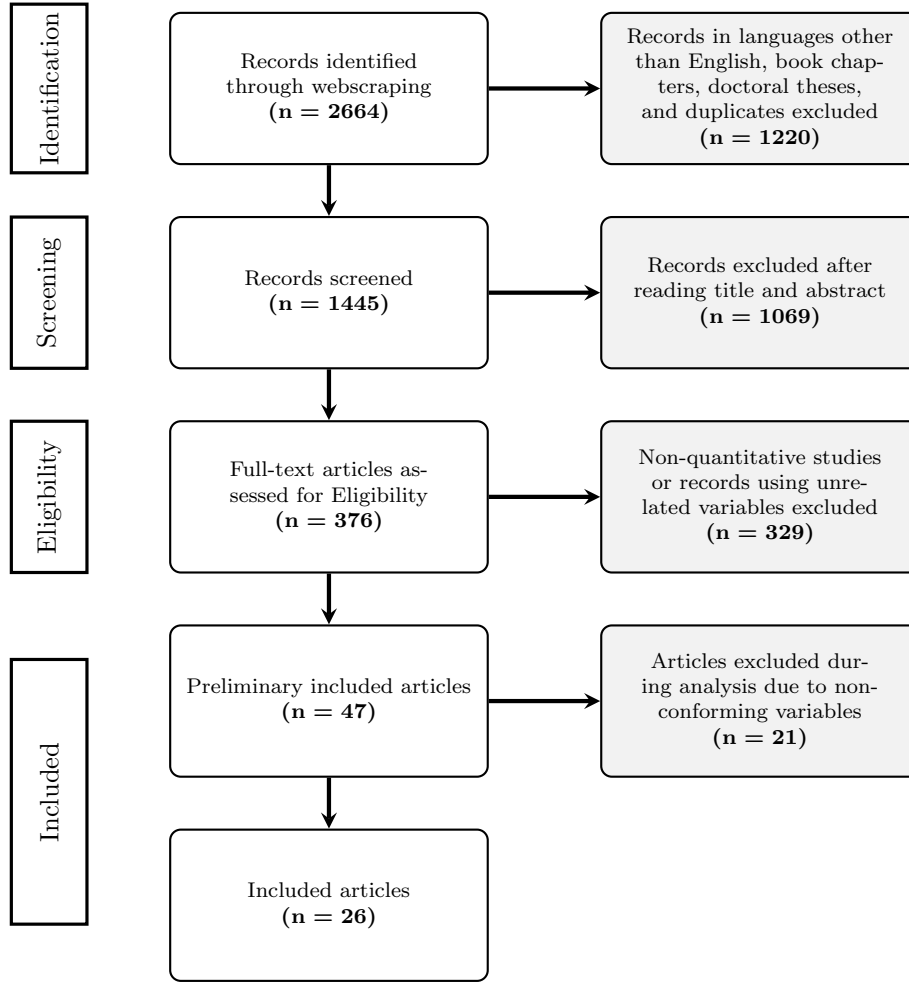 Identification
Records identified
through webscraping
(n = 2664)
Records in languages other
than English, book chap-
ters, doctoral theses,
and duplicates excluded
(n = 1220)
Screening
Records screened
(n = 1445)
Records excluded after
reading title and abstract
(n = 1069)
Eligibility
Full-text articles as-
sessed for Eligibility
(n = 376)
Non-quantitative studies
or records using unre-
lated variables excluded
(n = 329)
Included
Preliminary included articles
(n = 47)
Articles excluded dur-
ing analysis due to non-
conforming variables
(n = 21)
Included articles
(n = 26)